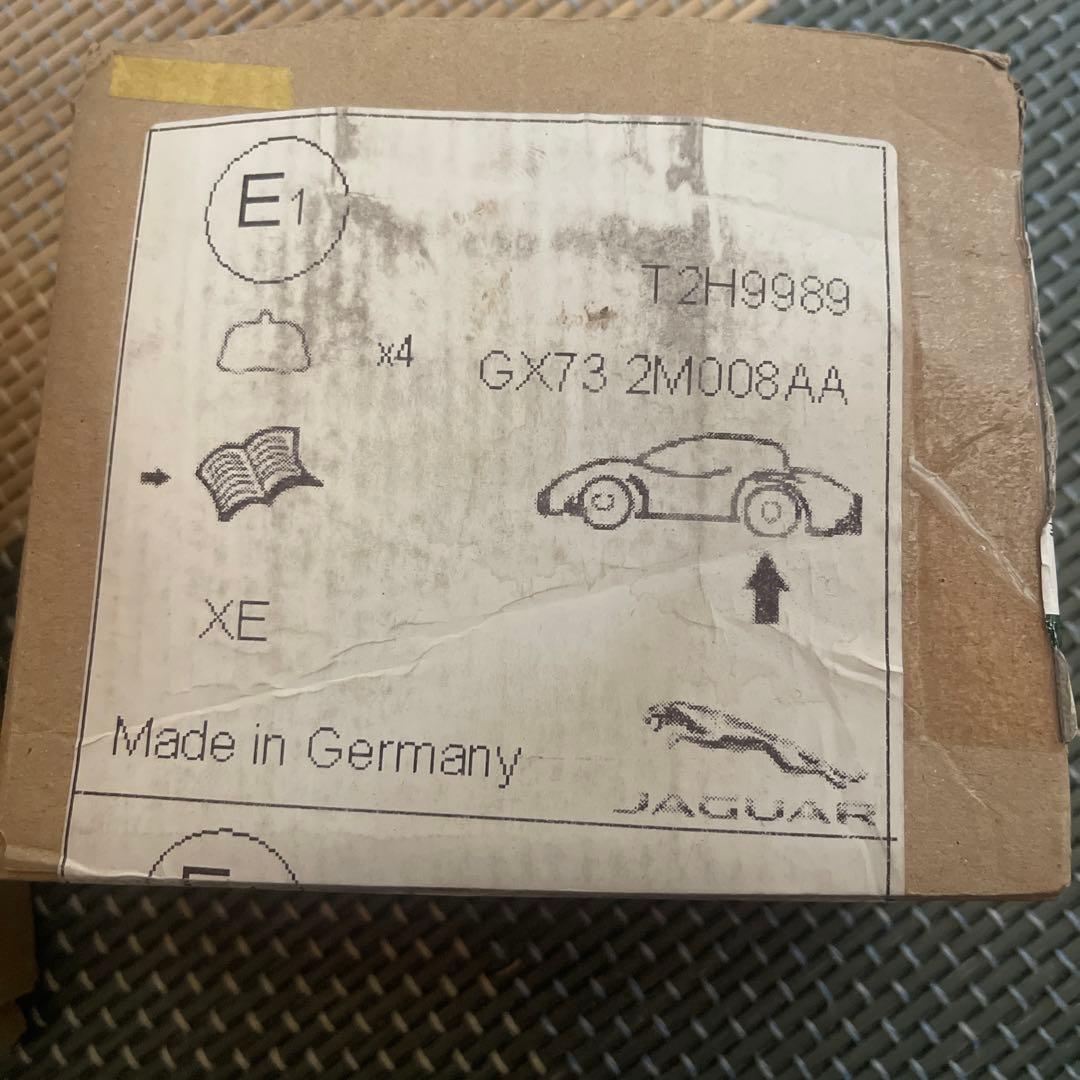 E1
T2H9989
x4
GX73 2M008AA
XE
Made in Germany
JAGUAR